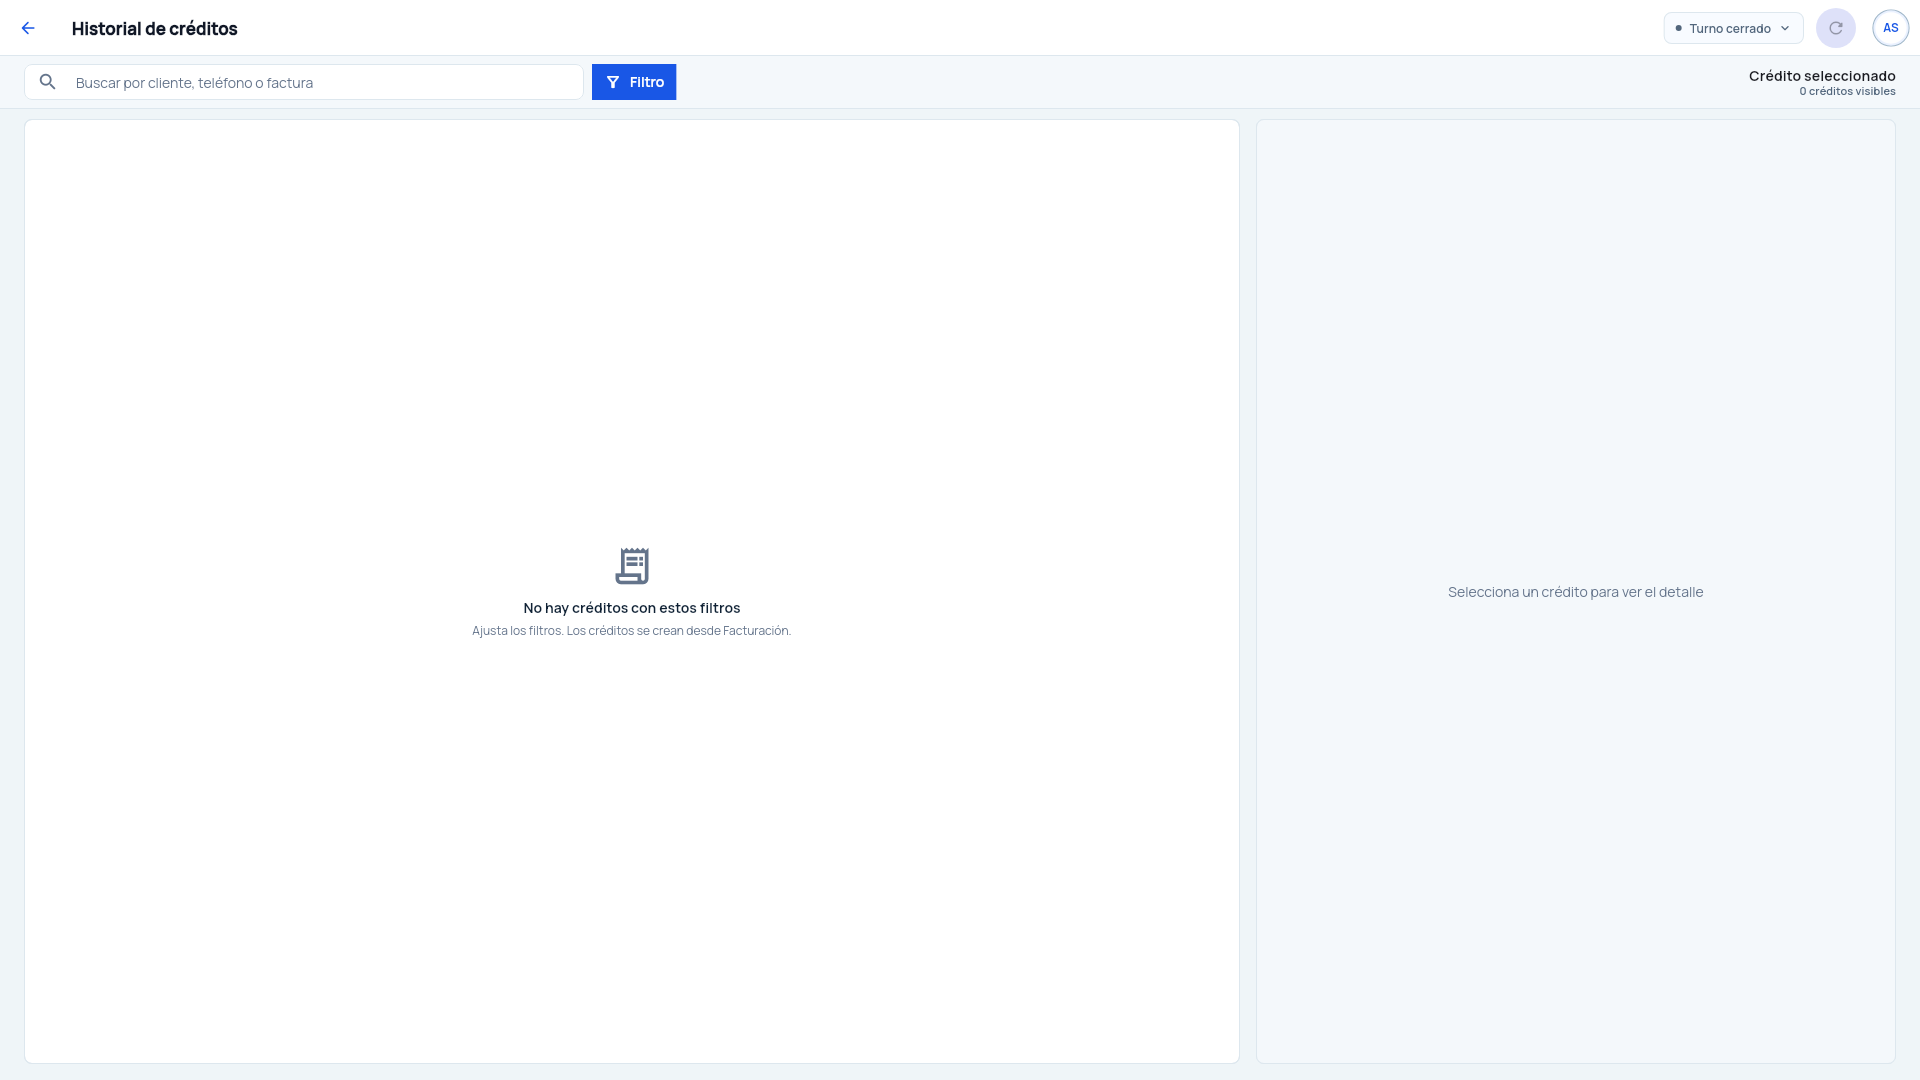 Historial de créditos
Turno cerrado
AS
Buscar por cliente, teléfono o factura
Filtro
Crédito seleccionado
0 créditos visibles
No hay créditos con estos filtros
Ajusta los filtros. Los créditos se crean desde Facturación.
Selecciona un crédito para ver el detalle